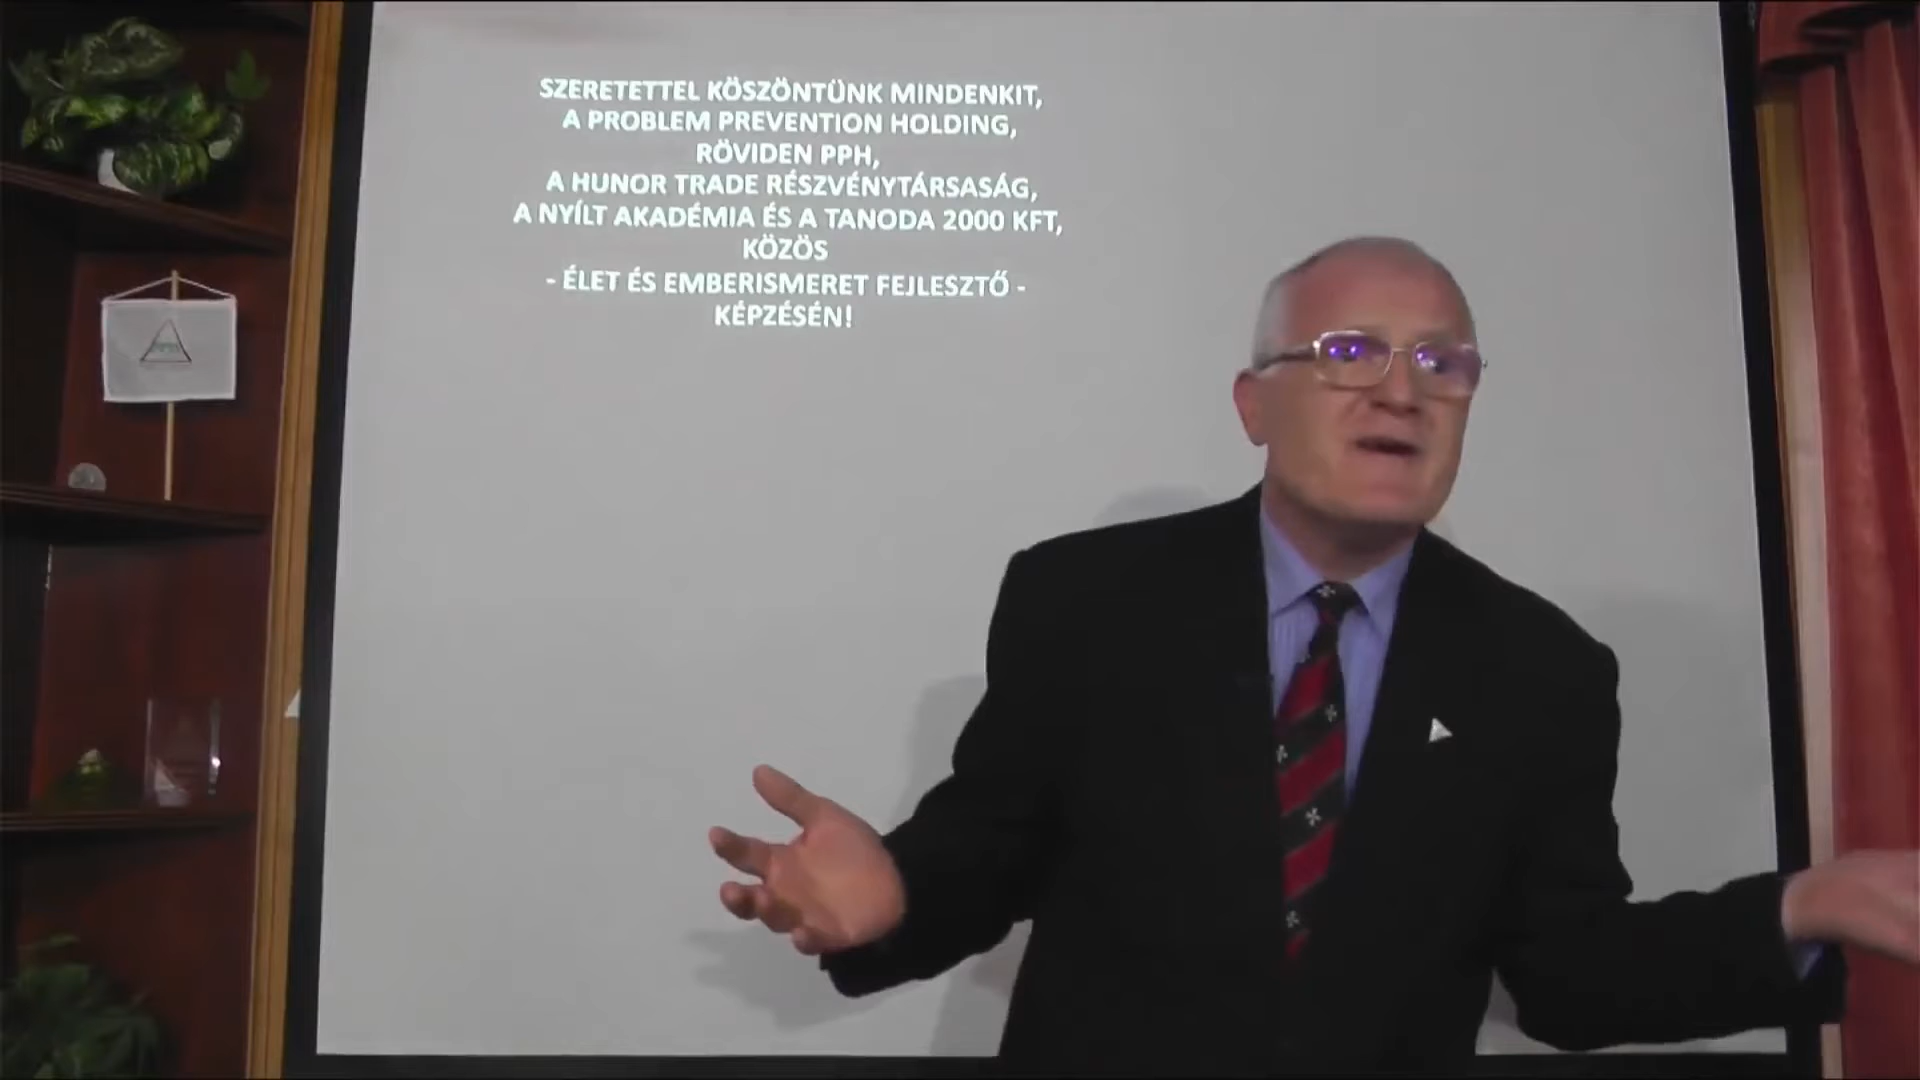 SZERETETTEL KÖSZÖNTÜNK MINDENKIT,
A PROBLEM PREVENTION HOLDING,
RÖVIDEN PPH,
A HUNOR TRADE RÉSZVÉNYTÁRSASÁG,
A NYÍLT AKADÉMIA ÉS A TANODA 2000 KFT,
KÖZÖS
- ÉLET ÉS EMBERISMERET FEJLESZTŐ -
KÉPZÉSÉN!